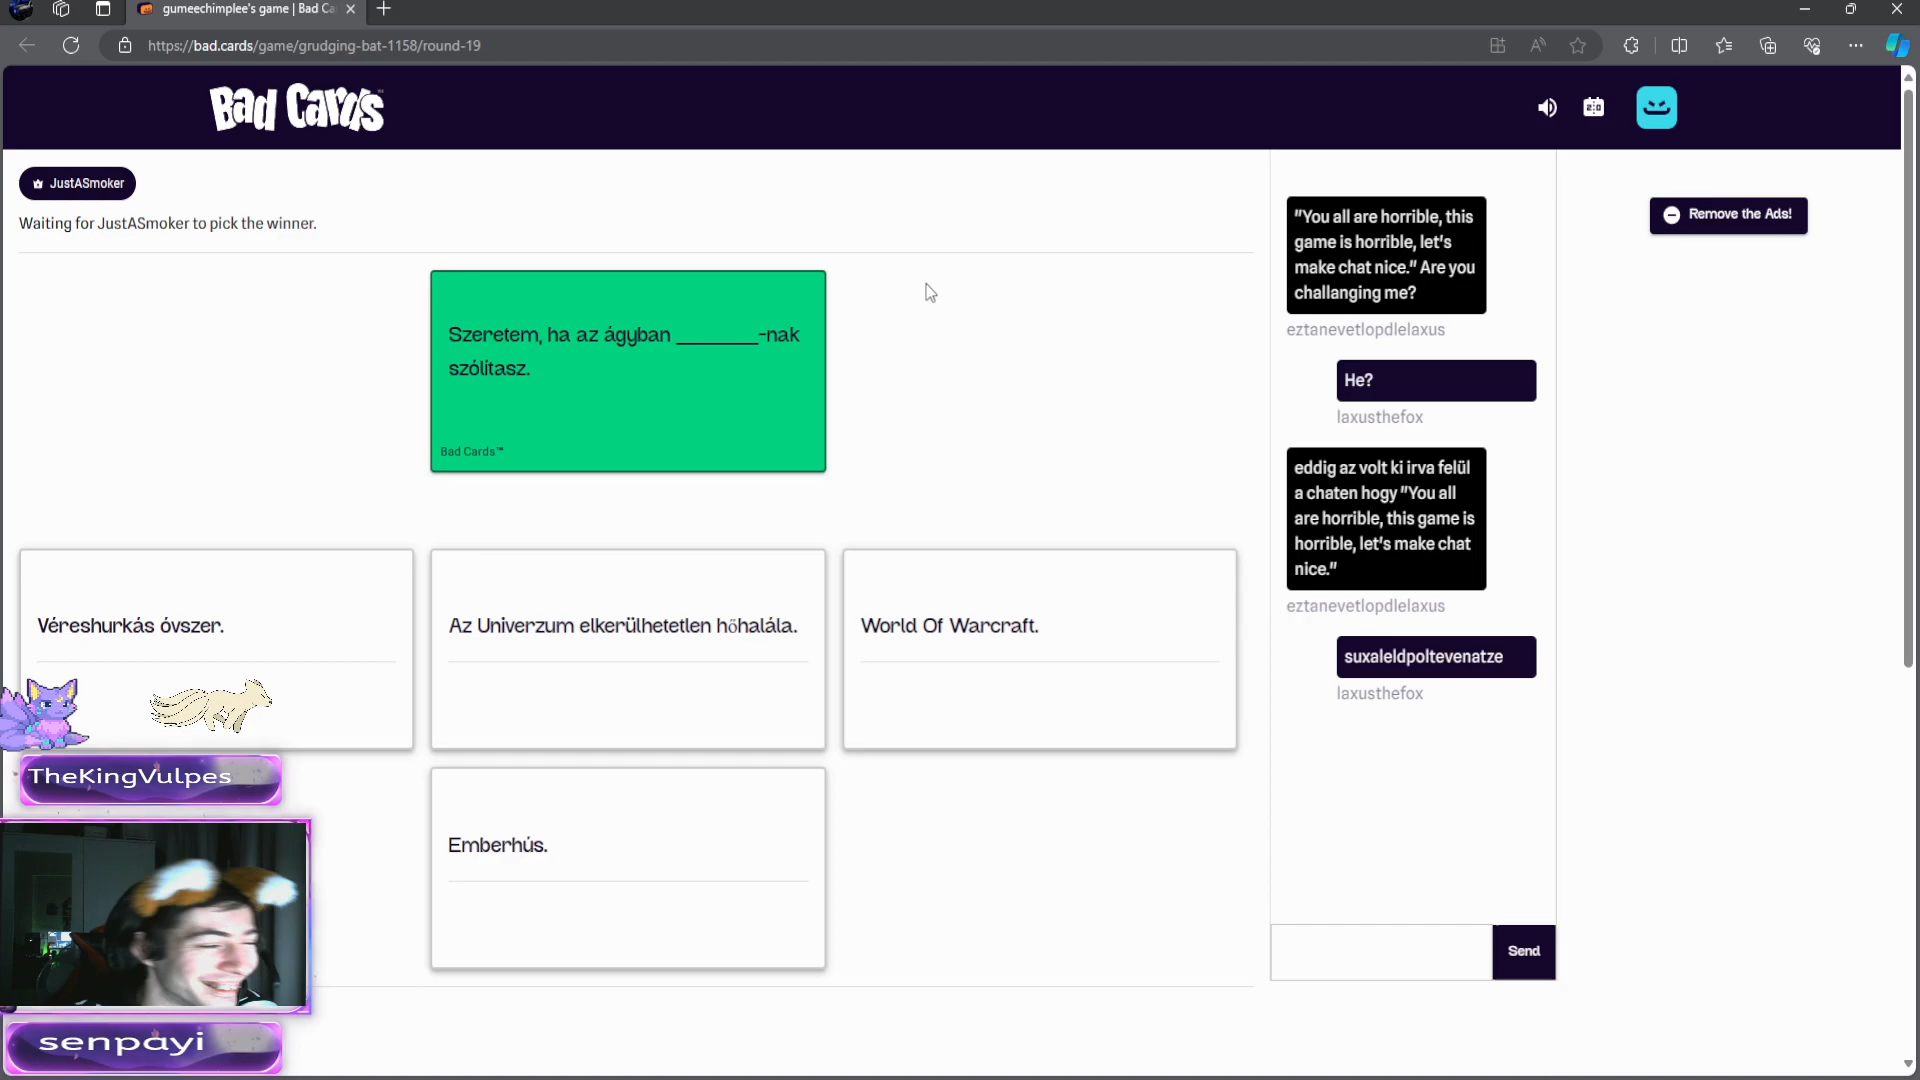 gumeechimplee's game | Bad Ca
https://bad.cards/game/grudging-bat-1158/round-19
Bad Cards
2:0
JustASmoker
Waiting for JustASmoker to pick the winner.
Szeretem, ha az ágyban ________-nak
szólítasz.
Bad Cards™
Véreshurkás óvszer.
Az Univerzum elkerülhetetlen hőhalála.
World Of Warcraft.
Emberhús.
"You all are horrible, this
game is horrible, let's
make chat nice." Are you
challanging me?
eztanevetlopdlelaxus
He?
laxusthefox
eddig az volt ki irva felül
a chaten hogy "You all
are horrible, this game is
horrible, let's make chat
nice."
eztanevetlopdlelaxus
suxaleldpoltevenatze
laxusthefox
Send
Remove the Ads!
TheKingVulpes
senpayi